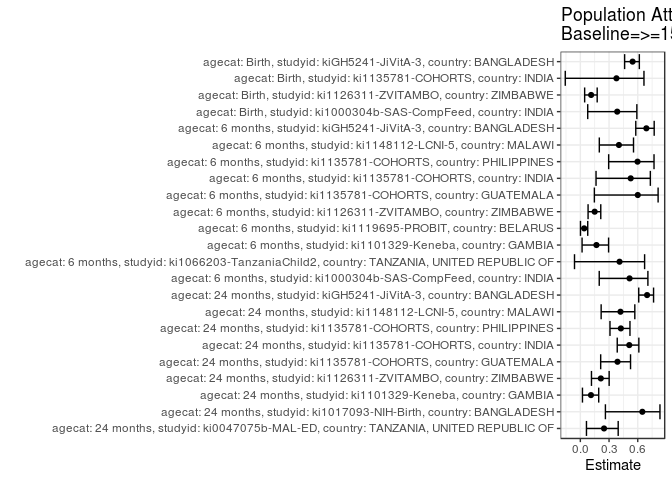 Population Att
Baseline=>=15
agecat: Birth, studyid: kiGH5241-JiVitA-3, country: BANGLADESH
agecat: Birth, studyid: ki1135781-COHORTS, country: INDIA
agecat: Birth, studyid: ki1126311-ZVITAMBO, country: ZIMBABWE
agecat: Birth, studyid: ki1000304b-SAS-CompFeed, country: INDIA
agecat: 6 months, studyid: kiGH5241-JiVitA-3, country: BANGLADESH
agecat: 6 months, studyid: ki1148112-LCNI-5, country: MALAWI
agecat: 6 months, studyid: ki1135781-COHORTS, country: PHILIPPINES
agecat: 6 months, studyid: ki1135781-COHORTS, country: INDIA
agecat: 6 months, studyid: ki1135781-COHORTS, country: GUATEMALA
agecat: 6 months, studyid: ki1126311-ZVITAMBO, country: ZIMBABWE
agecat: 6 months, studyid: ki1119695-PROBIT, country: BELARUS
agecat: 6 months, studyid: ki1101329-Keneba, country: GAMBIA
agecat: 6 months, studyid: ki1066203-TanzaniaChild2, country: TANZANIA, UNITED REPUBLIC OF
agecat: 6 months, studyid: ki1000304b-SAS-CompFeed, country: INDIA
agecat: 24 months, studyid: kiGH5241-JiVitA-3, country: BANGLADESH
agecat: 24 months, studyid: ki1148112-LCNI-5, country: MALAWI
agecat: 24 months, studyid: ki1135781-COHORTS, country: PHILIPPINES
agecat: 24 months, studyid: ki1135781-COHORTS, country: INDIA
agecat: 24 months, studyid: ki1135781-COHORTS, country: GUATEMALA
agecat: 24 months, studyid: ki1126311-ZVITAMBO, country: ZIMBABWE
agecat: 24 months, studyid: ki1101329-Keneba, country: GAMBIA
agecat: 24 months, studyid: ki1017093-NIH-Birth, country: BANGLADESH
agecat: 24 months, studyid: ki0047075b-MAL-ED, country: TANZANIA, UNITED REPUBLIC OF
0.0 0.3 0.6
Estimate